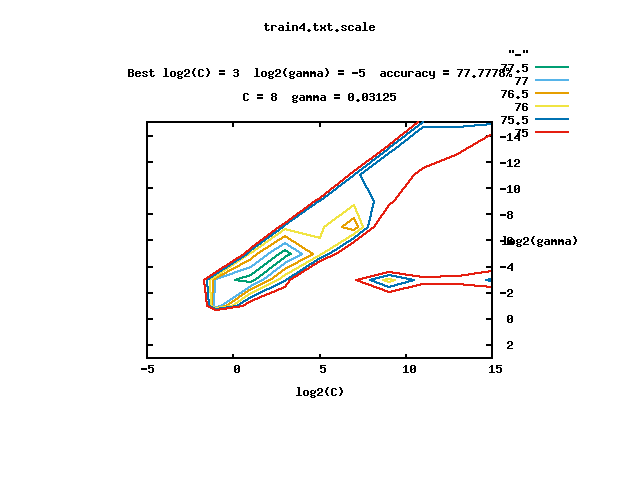 train4.txt.scale
"-"
Best log2(C) = 3  log2(gamma) = -5  accuracy = 77.7778%
77.5
77
C = 8  gamma = 0.03125
76.5
76
75.5
75
-14
-12
-10
-8
-6
log2(gamma)
-4
-2
0
2
-5 0 5 10 15
log2(C)